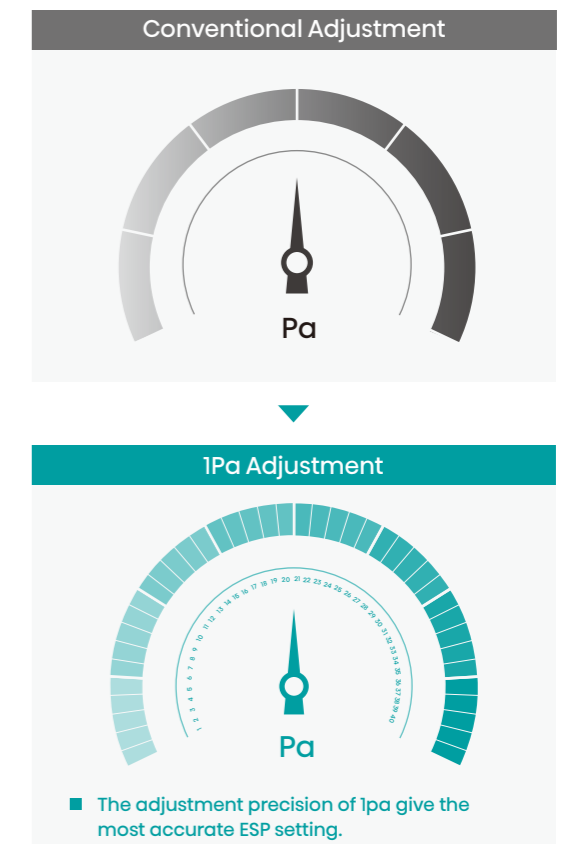 Conventional Adjustment
Pa
1Pa Adjustment
1 2 3 4 5 6 7 8 9 10 11 12 13 14 15 16 17 18 19 20 21 22 23 24 25 26 27 28 29 30 31 32 33 34 35 36 37 38 39 40
Pa
The adjustment precision of 1pa give the
most accurate ESP setting.